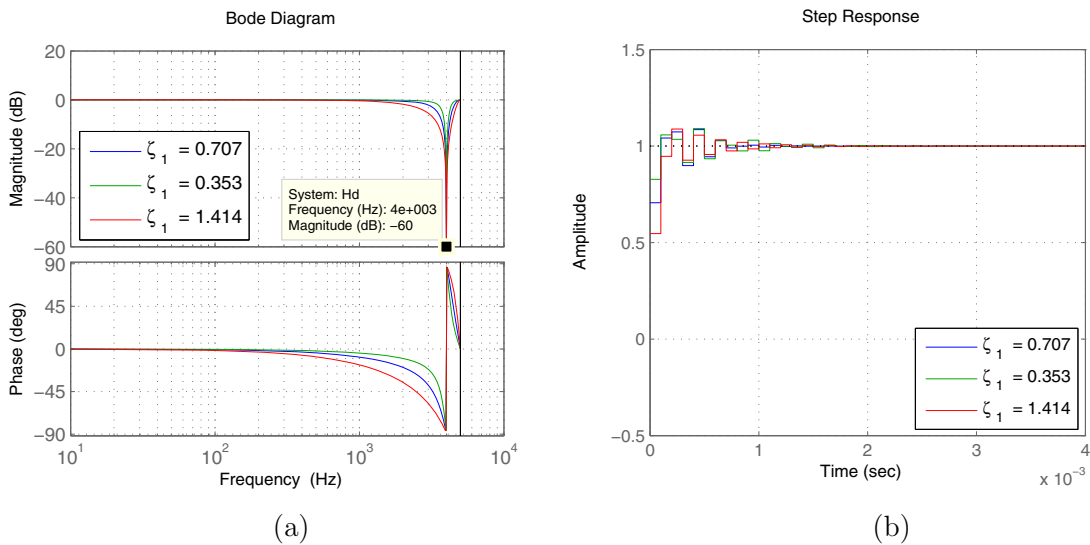 Bode Diagram
20
0
−20
−40
−60
Magnitude (dB)
ζ 1 = 0.707
ζ 1 = 0.353
ζ 1 = 1.414
System: Hd
Frequency (Hz): 4e+003
Magnitude (dB): −60
90
45
0
−45
−90
Phase (deg)
10^1
10^2
10^3
10^4
Frequency (Hz)
(a)
Step Response
1.5
1
0.5
0
−0.5
Amplitude
ζ 1 = 0.707
ζ 1 = 0.353
ζ 1 = 1.414
0 1 2 3 4
x 10^−3
Time (sec)
(b)